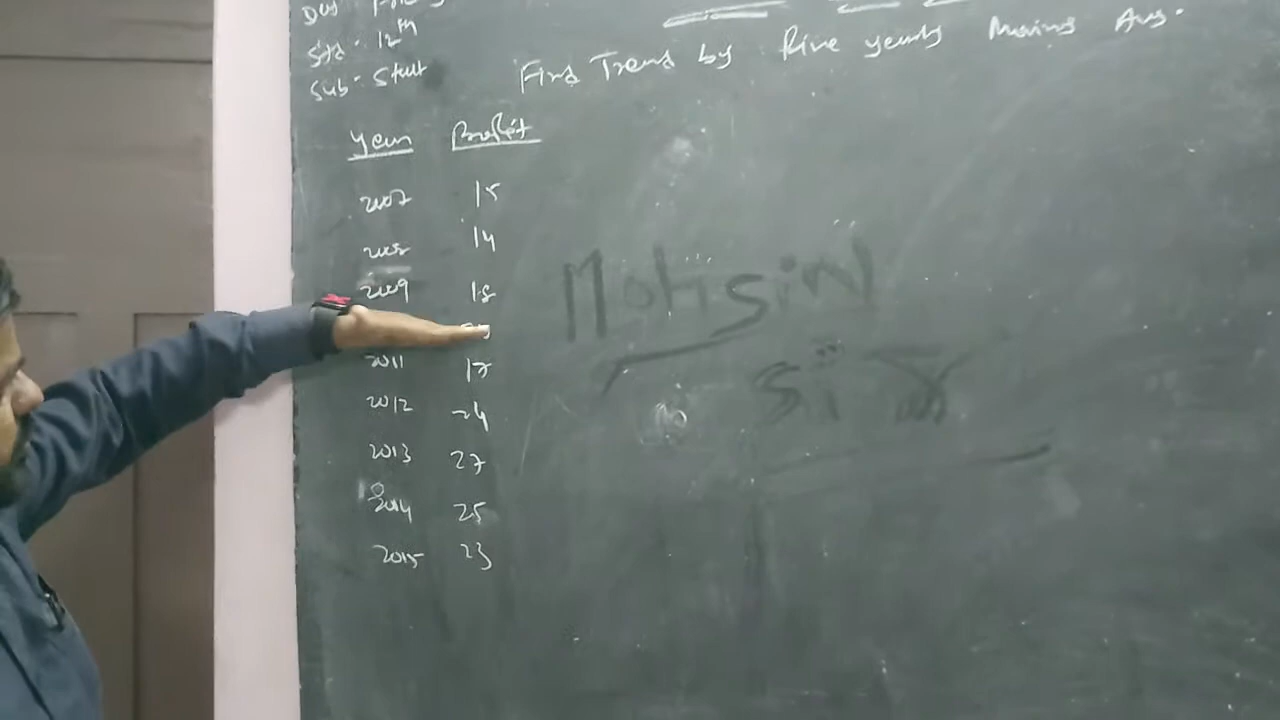 Std - 12th
Sub - Stat
Find Trend by five yearly Moving Avg.
Year Profit
2007 15
2008 14
2009 18
2011 17
2012 24
2013 27
2014 25
2015 23
MOHSIN
SIR